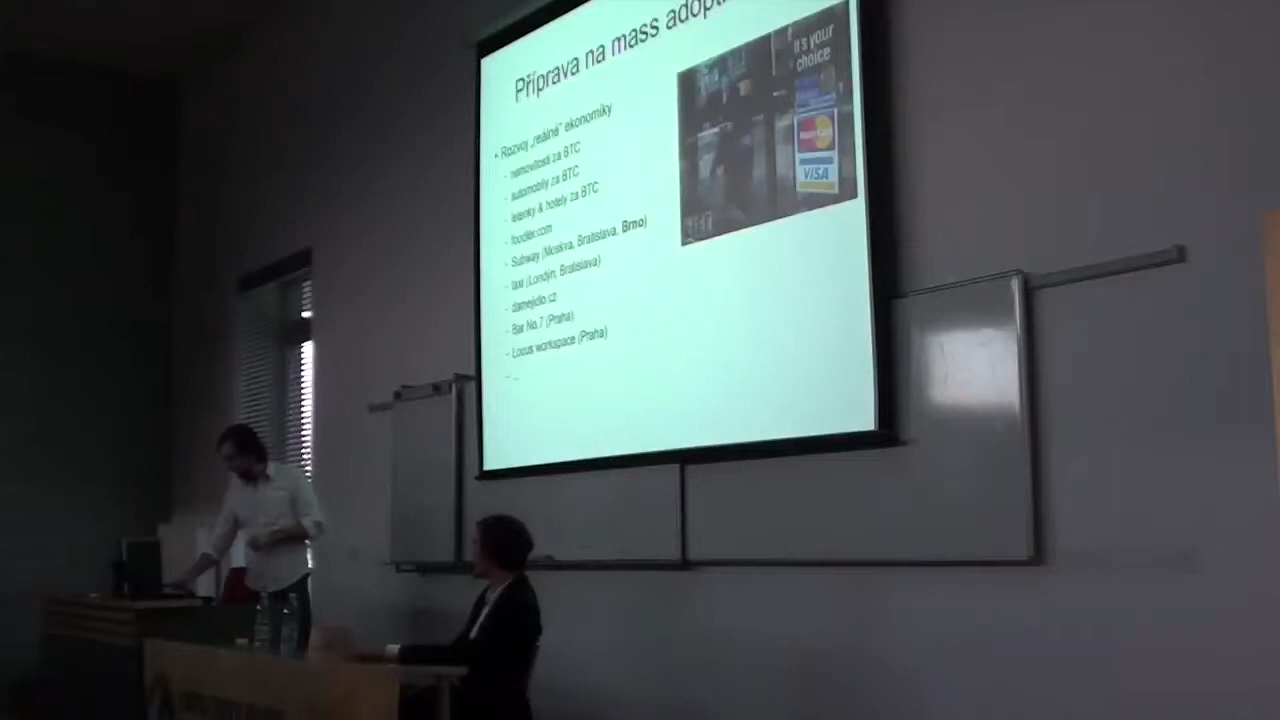 Příprava na mass adopti
• Rozvoj „reálné“ ekonomiky
- nemovitosti za BTC
- automobily za BTC
- letenky & hotely za BTC
- foodler.com
- Subway (Moskva, Bratislava, Brno)
- taxi (Londýn, Bratislava)
- damejidlo.cz
- Bar No.7 (Praha)
- Locus workspace (Praha)
- ...
it's your
choice
MasterCard
VISA